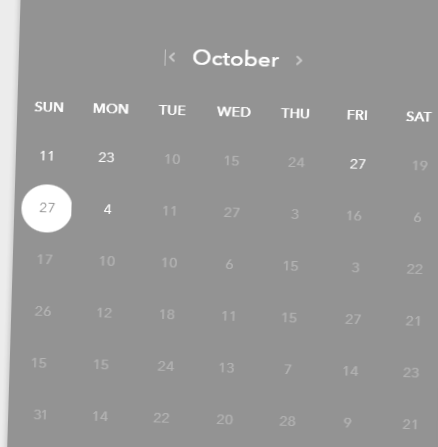 |< October >
SUN MON TUE WED THU FRI SAT
11 23 10 15 24 27 19
27 4 11 27 3 16 6
17 10 10 6 15 3 22
26 12 18 11 15 27 21
15 15 24 13 7 14 23
31 14 22 20 28 9 21